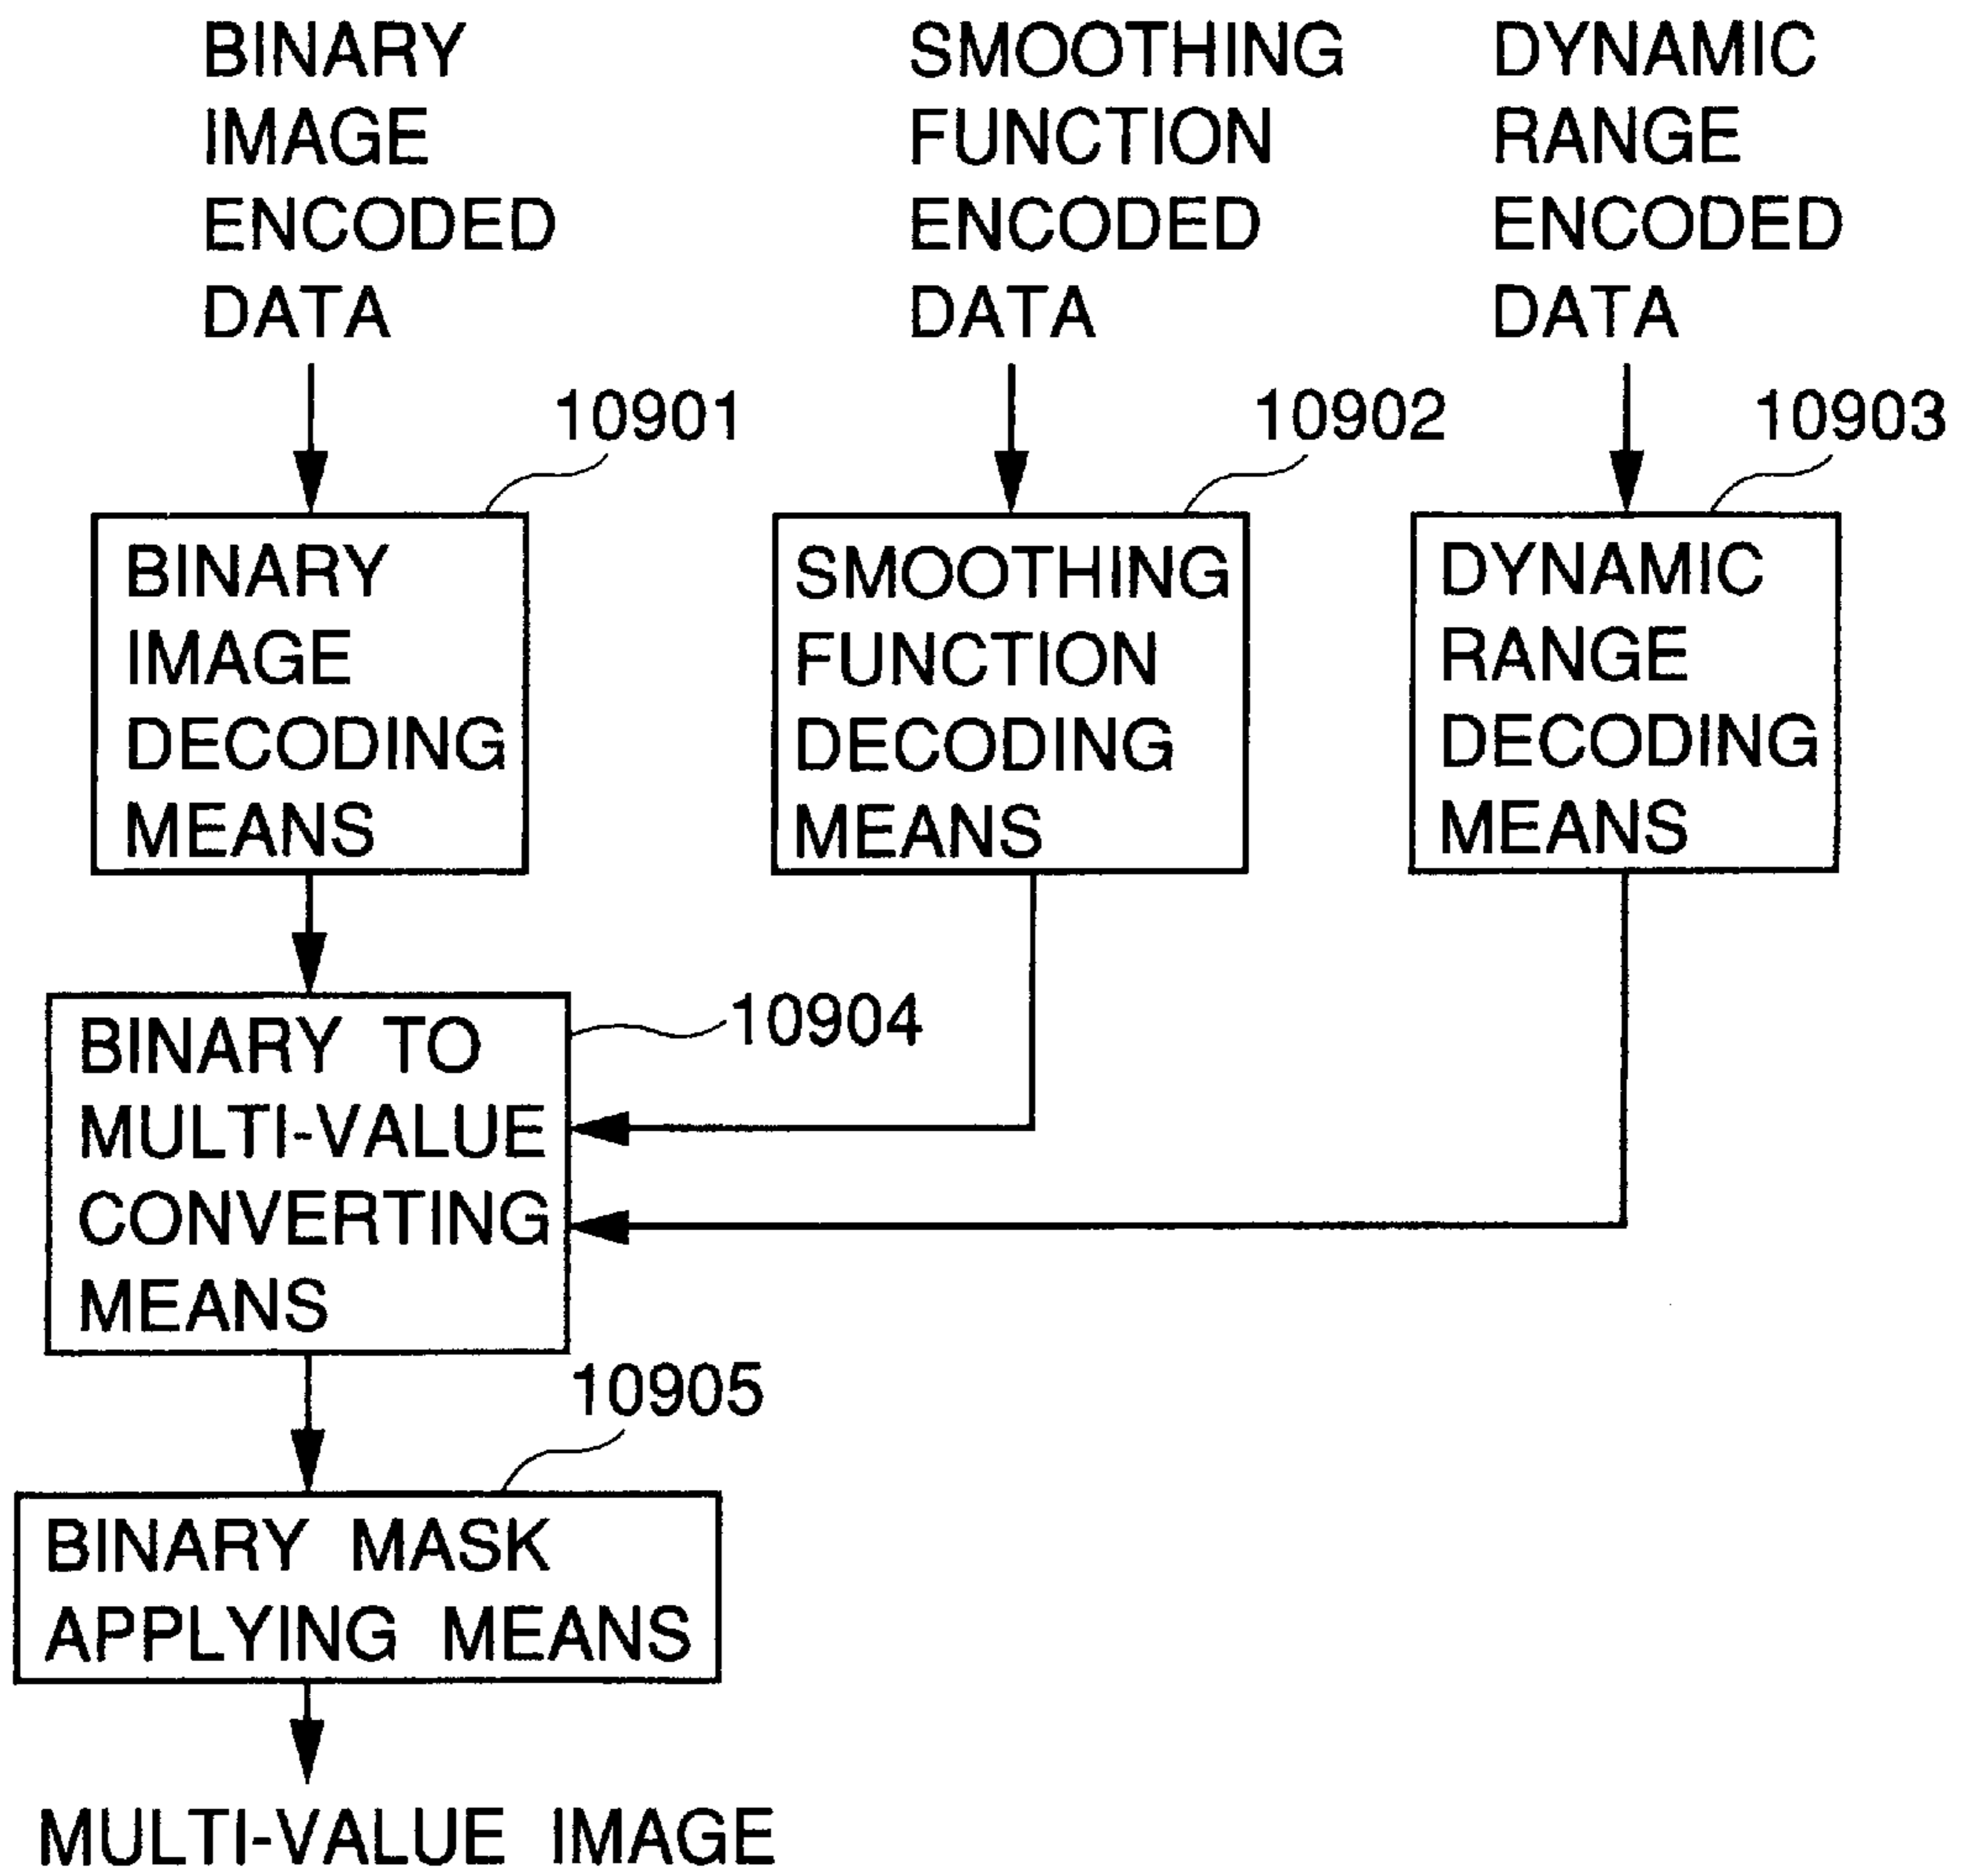 BINARY
IMAGE
ENCODED
DATA
SMOOTHING
FUNCTION
ENCODED
DATA
DYNAMIC
RANGE
ENCODED
DATA
10901
10902
10903
BINARY
IMAGE
DECODING
MEANS
SMOOTHING
FUNCTION
DECODING
MEANS
DYNAMIC
RANGE
DECODING
MEANS
10904
BINARY TO
MULTI-VALUE
CONVERTING
MEANS
10905
BINARY MASK
APPLYING MEANS
MULTI-VALUE IMAGE